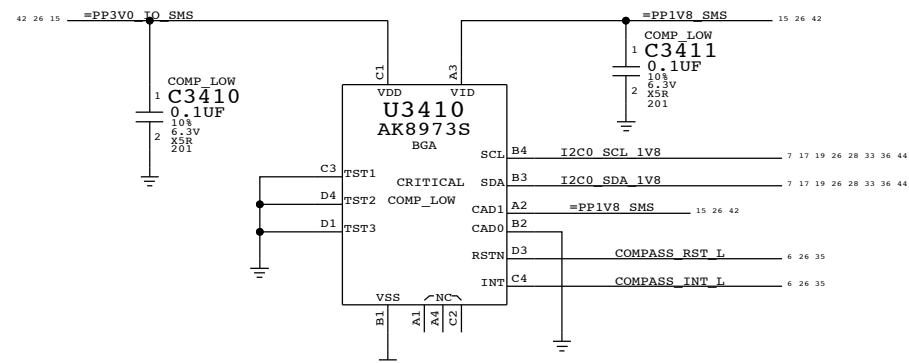 42 26 15 =PP3V0_IO_SMS
=PP1V8_SMS 15 26 42
C1
A3
COMP_LOW
1 C3410
0.1UF
10%
6.3V
2 X5R
201
COMP_LOW
1 C3411
0.1UF
10%
6.3V
2 X5R
201
VDD VID
U3410
AK8973S
BGA
CRITICAL
COMP_LOW
C3 TST1
D4 TST2
D1 TST3
SCL B4 I2C0_SCL_1V8 7 17 19 26 28 33 36 44
SDA B3 I2C0_SDA_1V8 7 17 19 26 28 33 36 44
CAD1 A2 =PP1V8_SMS 15 26 42
CAD0 B2
RSTN D3 COMPASS_RST_L 6 26 35
INT C4 COMPASS_INT_L 6 26 35
VSS NC
B1 A1 A4 C2